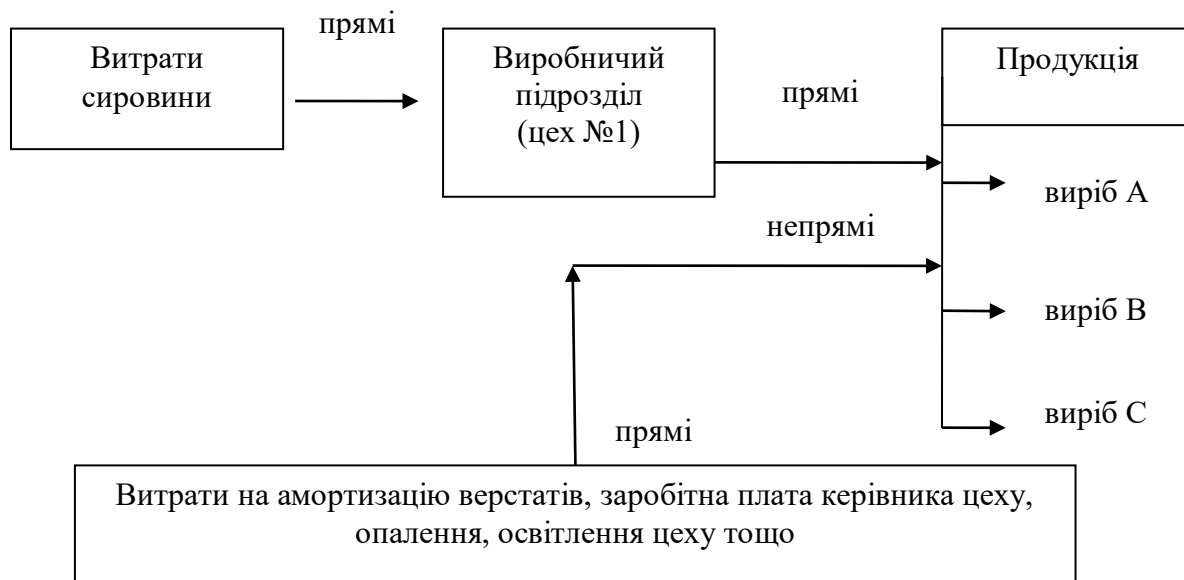 прямі
Витрати
сировини
Виробничий
підрозділ
(цех №1)
прямі
Продукція
виріб А
непрямі
виріб В
виріб С
прямі
Витрати на амортизацію верстатів, заробітна плата керівника цеху,
опалення, освітлення цеху тощо